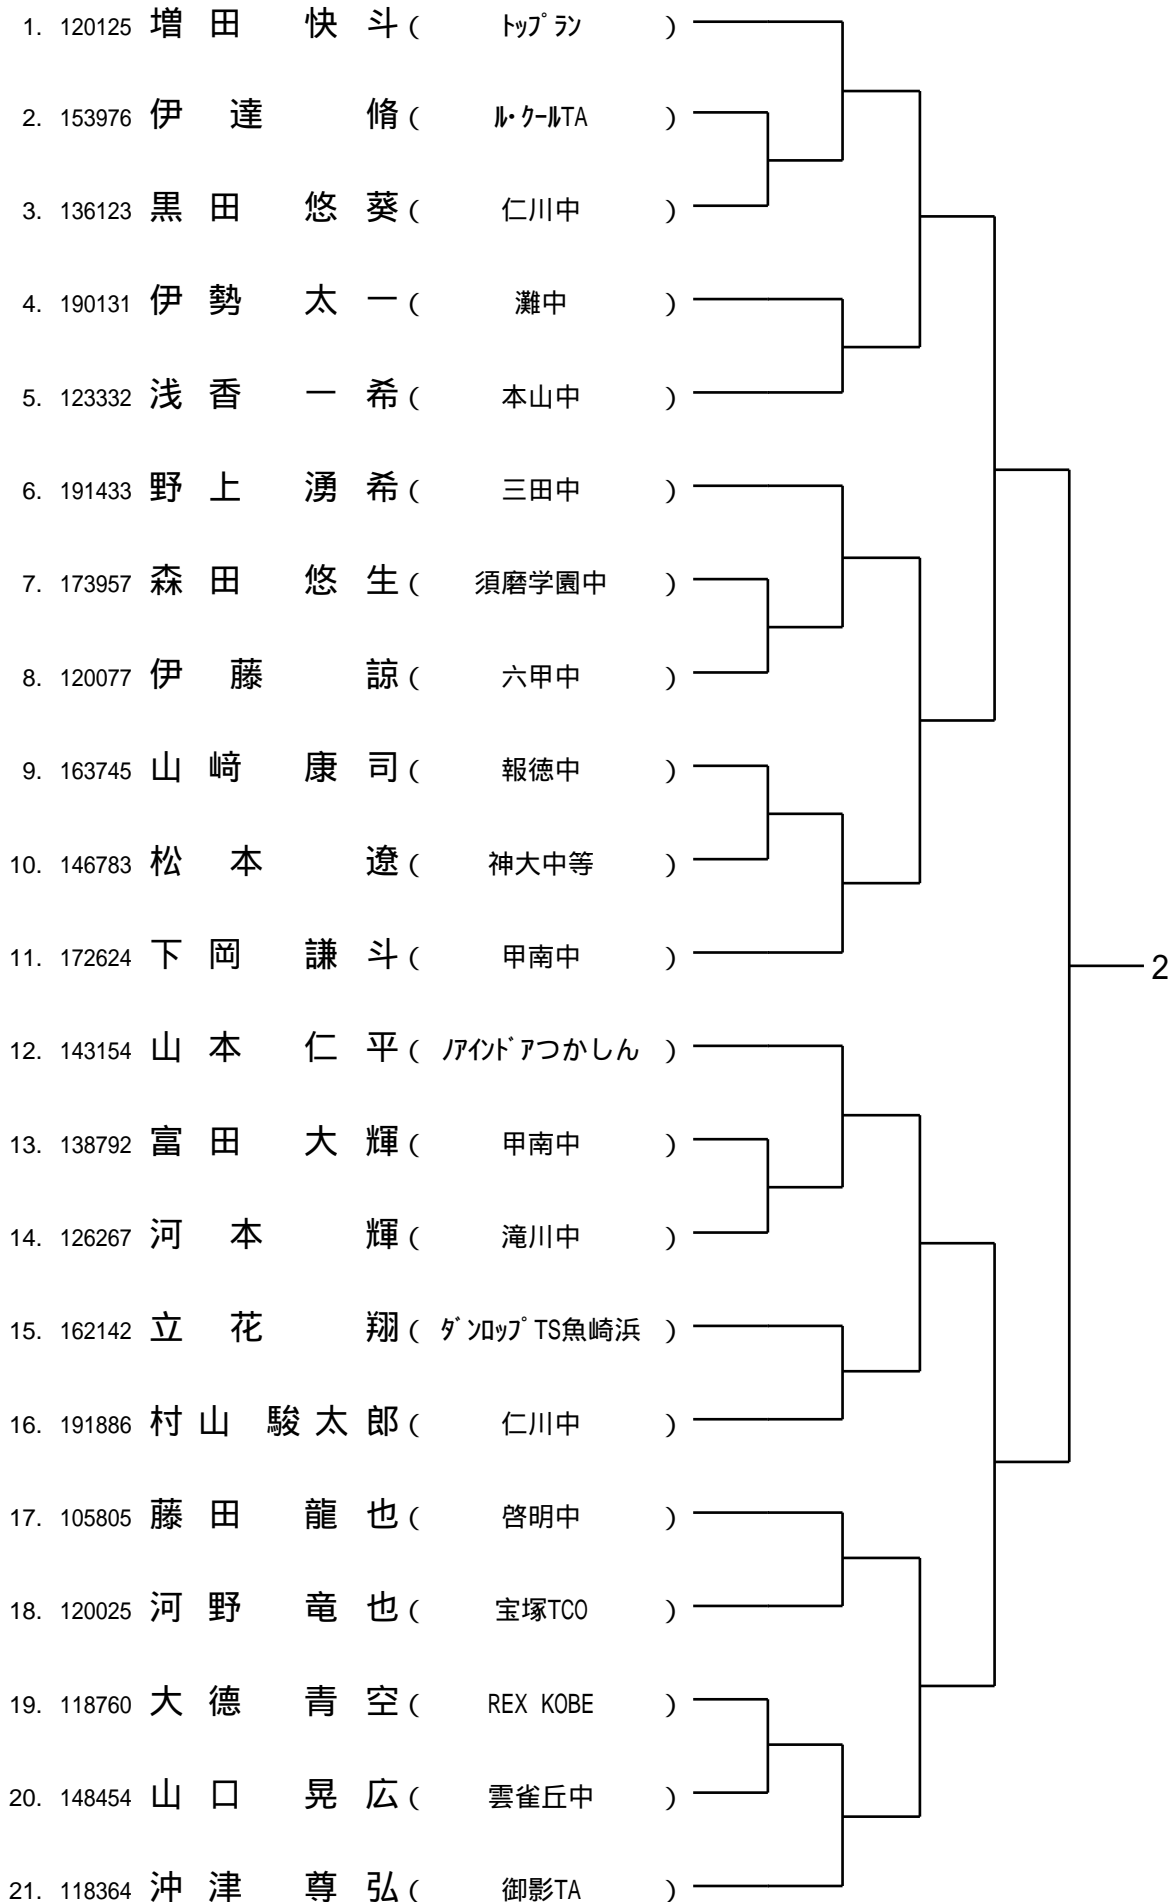 1. 120125 増田 快斗 ( ﾄｯﾌﾟﾗﾝ )
2. 153976 伊達 脩 ( ﾙ・ｸｰﾙTA )
3. 136123 黒田 悠葵 ( 仁川中 )
4. 190131 伊勢 太一 ( 灘中 )
5. 123332 浅香 一希 ( 本山中 )
6. 191433 野上 湧希 ( 三田中 )
7. 173957 森田 悠生 ( 須磨学園中 )
8. 120077 伊藤 諒 ( 六甲中 )
9. 163745 山﨑 康司 ( 報徳中 )
10. 146783 松本 遼 ( 神大中等 )
11. 172624 下岡 謙斗 ( 甲南中 )
2
12. 143154 山本 仁平 ( ﾉｱｲﾝﾄﾞｱつかしん )
13. 138792 富田 大輝 ( 甲南中 )
14. 126267 河本 輝 ( 滝川中 )
15. 162142 立花 翔 ( ﾀﾞﾝﾛｯﾌﾟTS魚崎浜 )
16. 191886 村山 駿太郎 ( 仁川中 )
17. 105805 藤田 龍也 ( 啓明中 )
18. 120025 河野 竜也 ( 宝塚TCO )
19. 118760 大德 青空 ( REX KOBE )
20. 148454 山口 晃広 ( 雲雀丘中 )
21. 118364 沖津 尊弘 ( 御影TA )